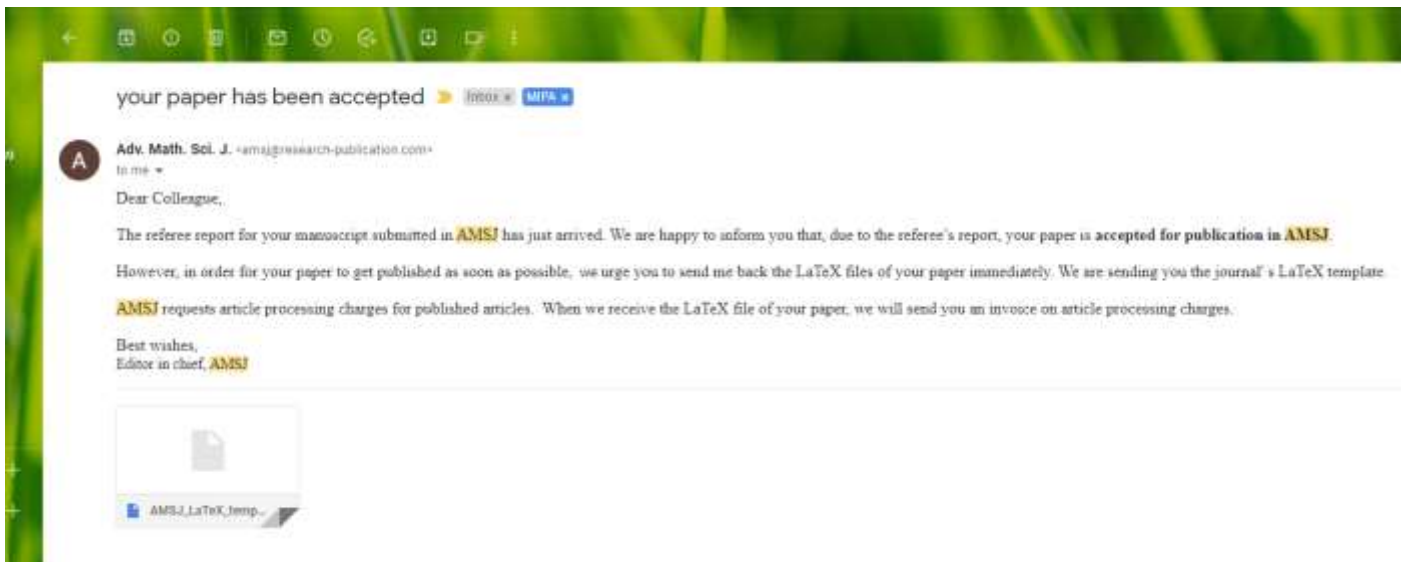 your paper has been accepted Inbox x MIPA x
Adv. Math. Sci. J. <amsj@research-publication.com>
to me
A
Dear Colleague,
The referee report for your manuscript submitted in AMSJ has just arrived. We are happy to inform you that, due to the referee's report, your paper is accepted for publication in AMSJ.
However, in order for your paper to get published as soon as possible, we urge you to send me back the LaTeX files of your paper immediately. We are sending you the journal's LaTeX template.
AMSJ requests article processing charges for published articles. When we receive the LaTeX file of your paper, we will send you an invoice on article processing charges.
Best wishes,
Editor in chief, AMSJ
AMSJ_LaTeX_temp...